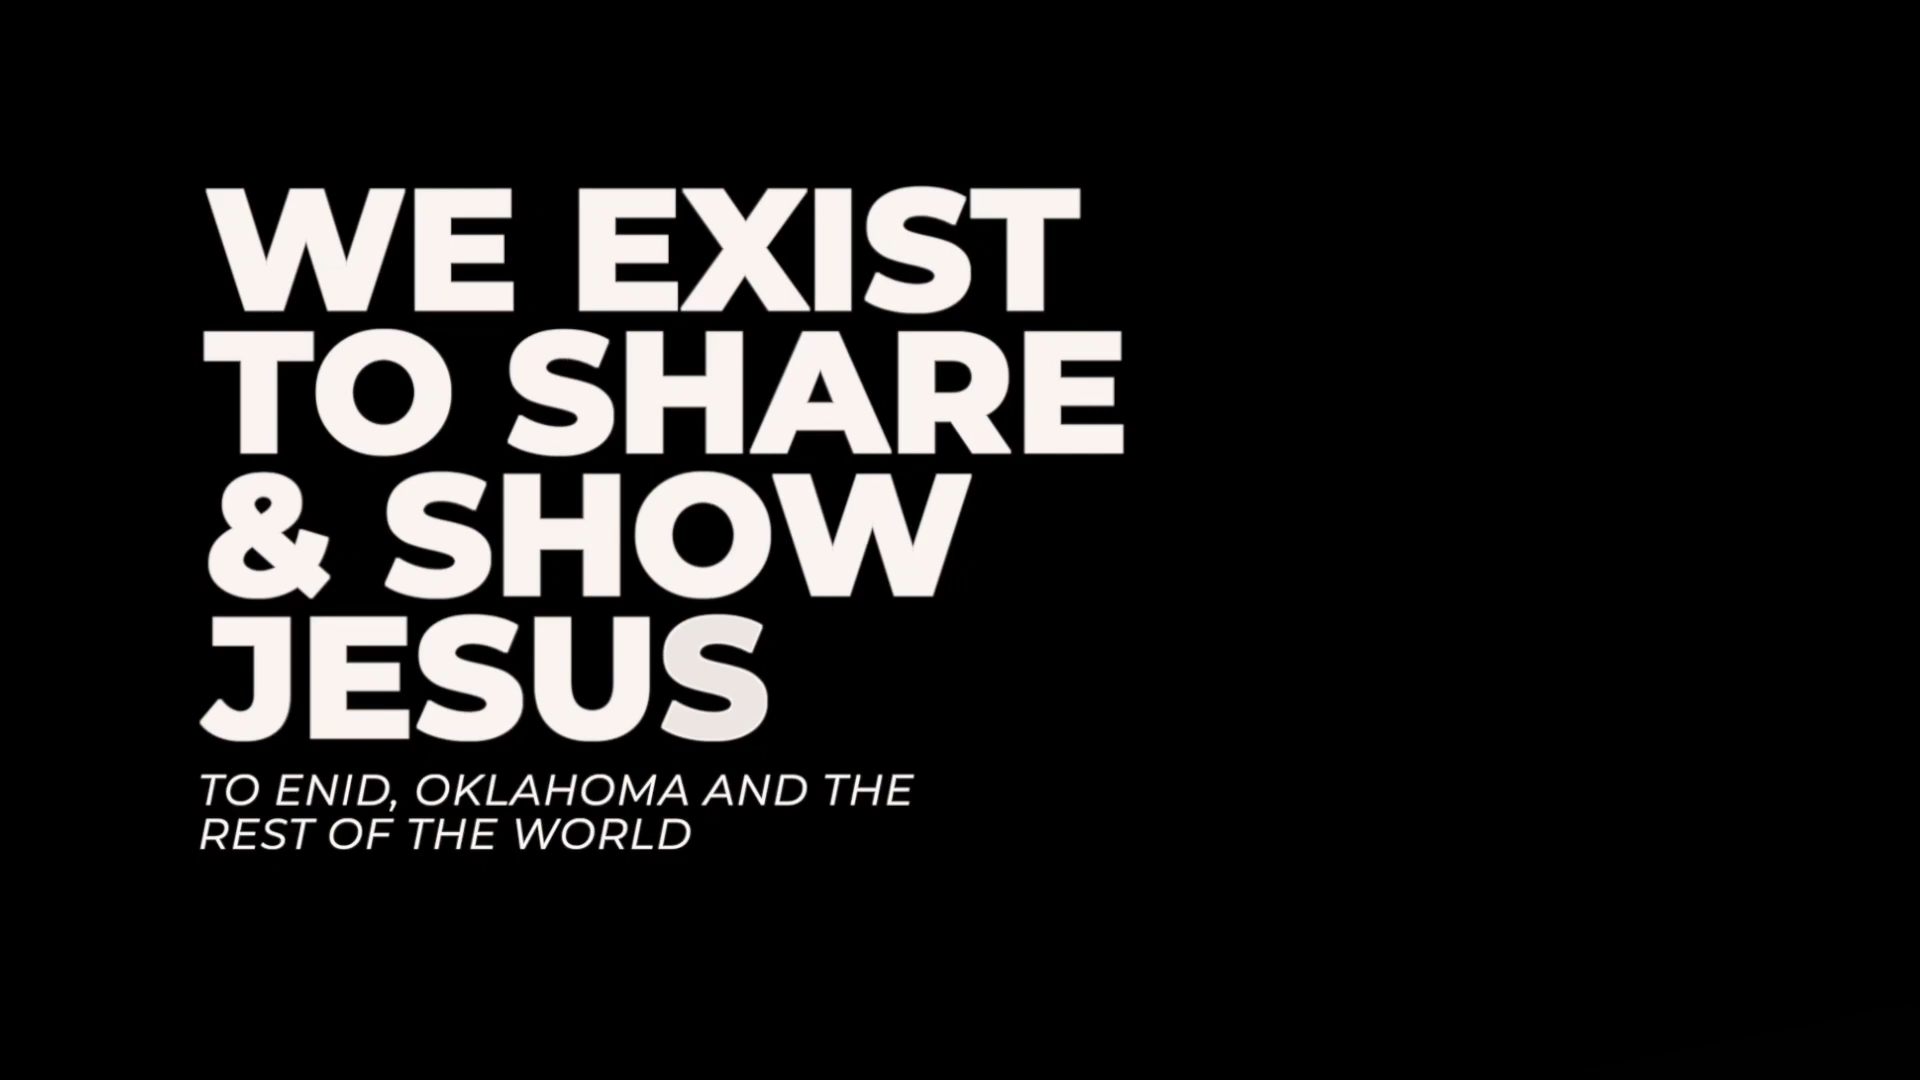 WE EXIST
TO SHARE
& SHOW
JESUS
TO ENID, OKLAHOMA AND THE
REST OF THE WORLD